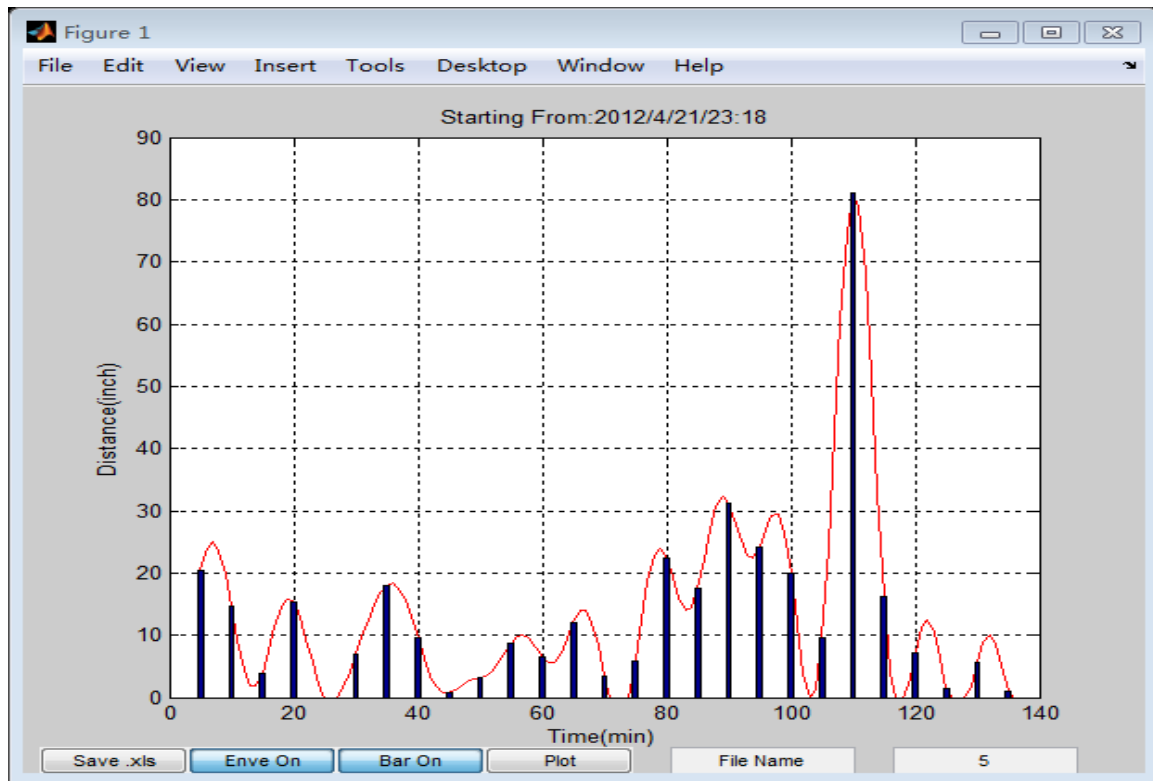 Figure 1
File Edit View Insert Tools Desktop Window Help
Starting From:2012/4/21/23:18
90
80
70
60
50
40
30
20
10
0
Distance(inch)
0 20 40 60 80 100 120 140
Time(min)
Save .xls Enve On Bar On Plot File Name 5